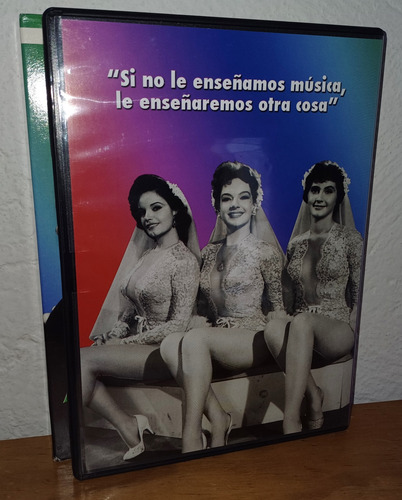 “Si no le enseñamos música,
le enseñaremos otra cosa”